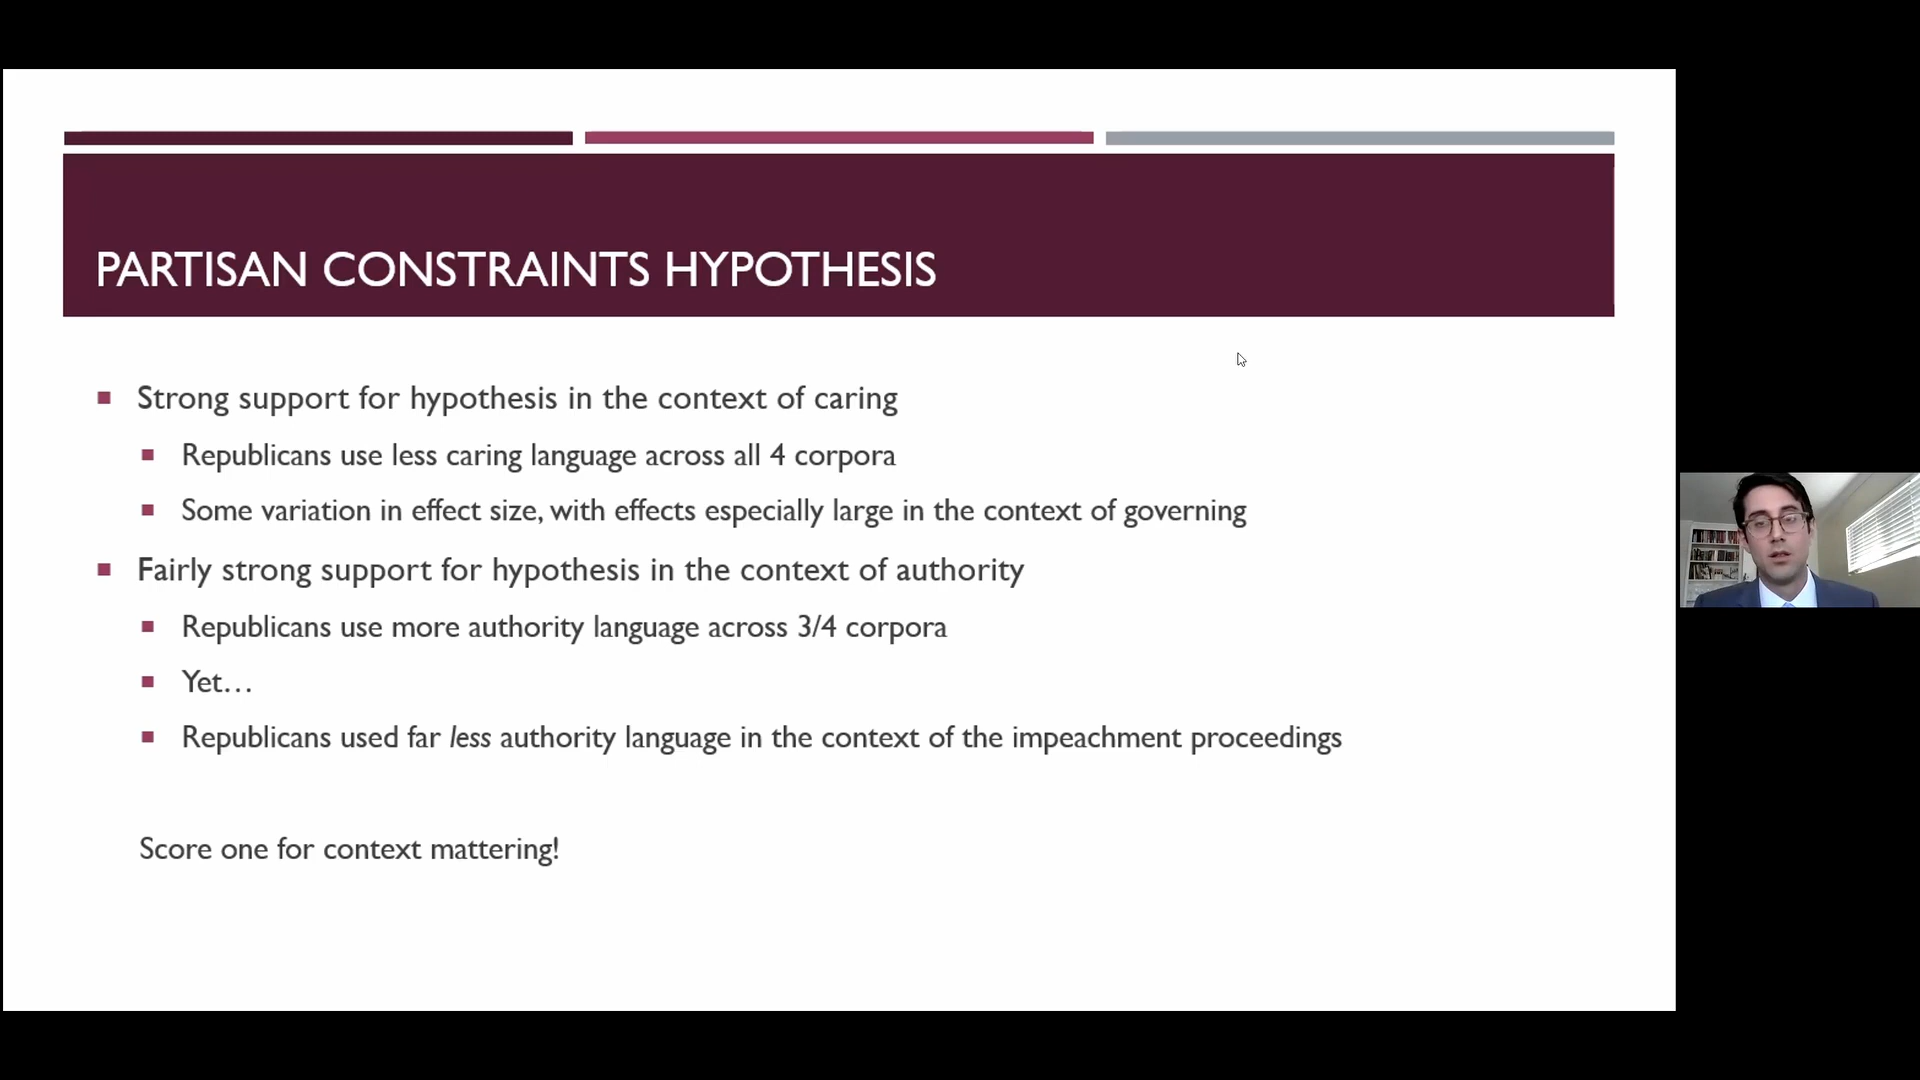 PARTISAN CONSTRAINTS HYPOTHESIS
Strong support for hypothesis in the context of caring
Republicans use less caring language across all 4 corpora
Some variation in effect size, with effects especially large in the context of governing
Fairly strong support for hypothesis in the context of authority
Republicans use more authority language across 3/4 corpora
Yet…
Republicans used far less authority language in the context of the impeachment proceedings
Score one for context mattering!